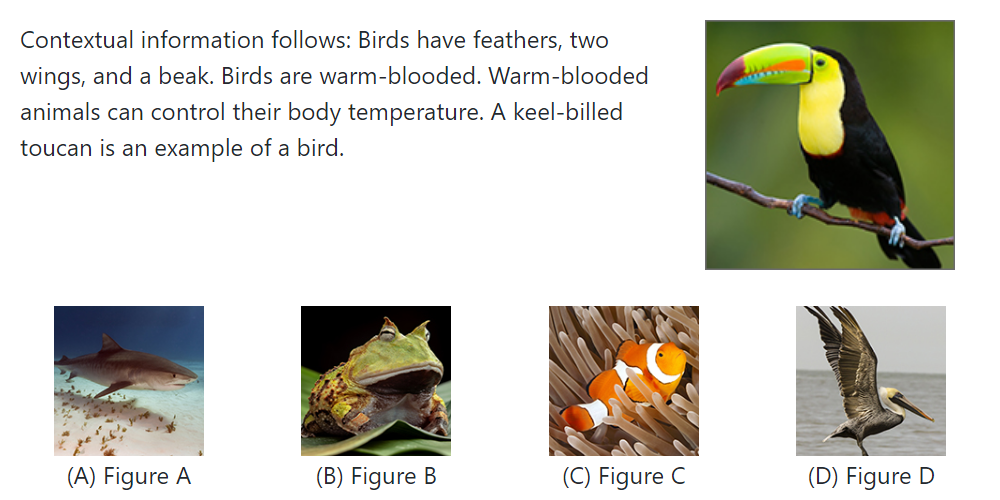 Contextual information follows: Birds have feathers, two
wings, and a beak. Birds are warm-blooded. Warm-blooded
animals can control their body temperature. A keel-billed
toucan is an example of a bird.
(A) Figure A
(B) Figure B
(C) Figure C
(D) Figure D